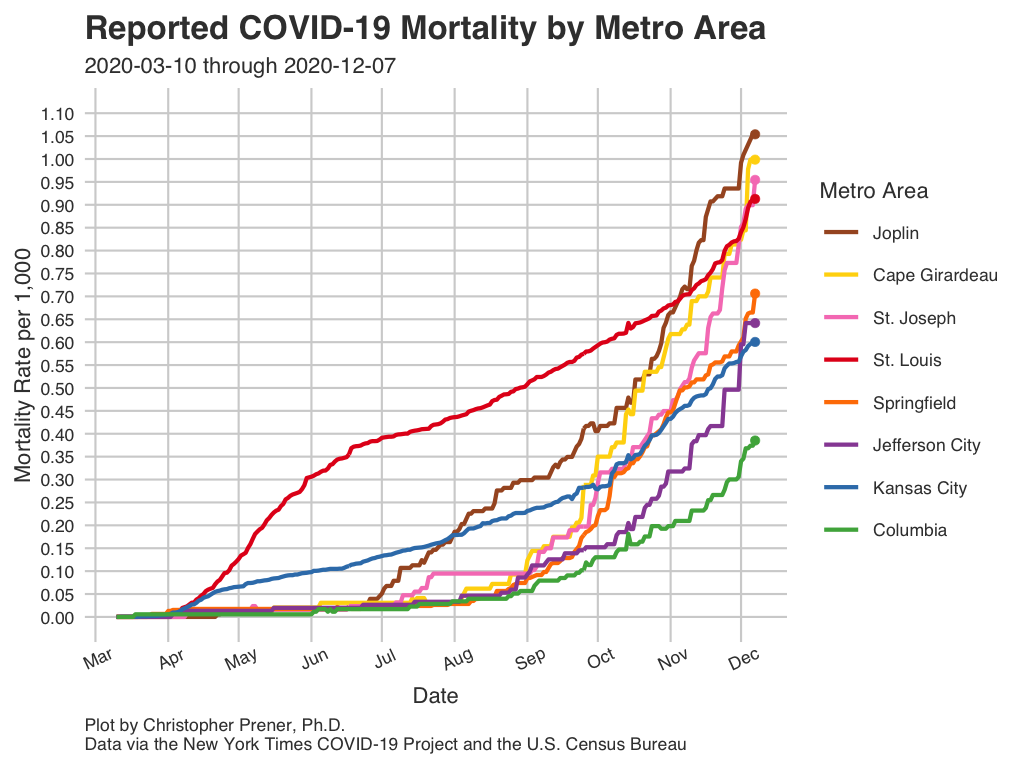 Reported COVID-19 Mortality by Metro Area
2020-03-10 through 2020-12-07
Mortality Rate per 1,000
1.10
1.05
1.00
0.95
0.90
0.85
0.80
0.75
0.70
0.65
0.60
0.55
0.50
0.45
0.40
0.35
0.30
0.25
0.20
0.15
0.10
0.05
0.00
Mar Apr May Jun Jul Aug Sep Oct Nov Dec
Date
Metro Area
Joplin
Cape Girardeau
St. Joseph
St. Louis
Springfield
Jefferson City
Kansas City
Columbia
Plot by Christopher Prener, Ph.D.
Data via the New York Times COVID-19 Project and the U.S. Census Bureau